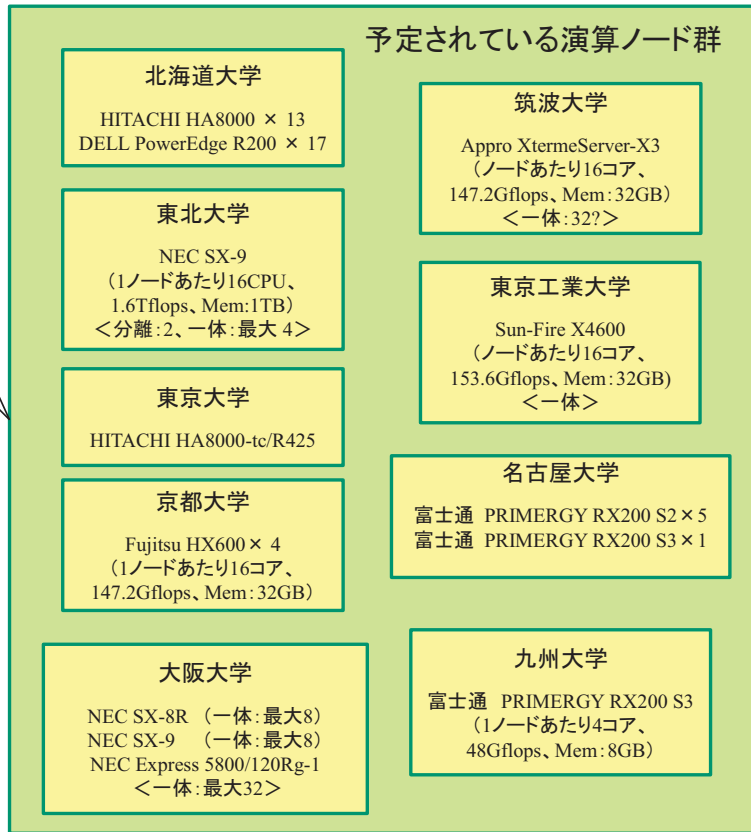 予定されている演算ノード群
北海道大学
HITACHI HA8000 × 13
DELL PowerEdge R200 × 17
東北大学
NEC SX-9
(1ノードあたり16CPU、
1.6Tflops、Mem:1TB)
<分離:2、一体:最大 4>
東京大学
HITACHI HA8000-tc/R425
京都大学
Fujitsu HX600× 4
(1ノードあたり16コア、
147.2Gflops、Mem:32GB)
大阪大学
NEC SX-8R (一体:最大8)
NEC SX-9 (一体:最大8)
NEC Express 5800/120Rg-1
<一体:最大32>
筑波大学
Appro XtermeServer-X3
(ノードあたり16コア、
147.2Gflops、Mem:32GB)
<一体:32?>
東京工業大学
Sun-Fire X4600
(ノードあたり16コア、
153.6Gflops、Mem:32GB)
<一体>
名古屋大学
富士通 PRIMERGY RX200 S2×5
富士通 PRIMERGY RX200 S3×1
九州大学
富士通 PRIMERGY RX200 S3
(1ノードあたり4コア、
48Gflops、Mem:8GB)